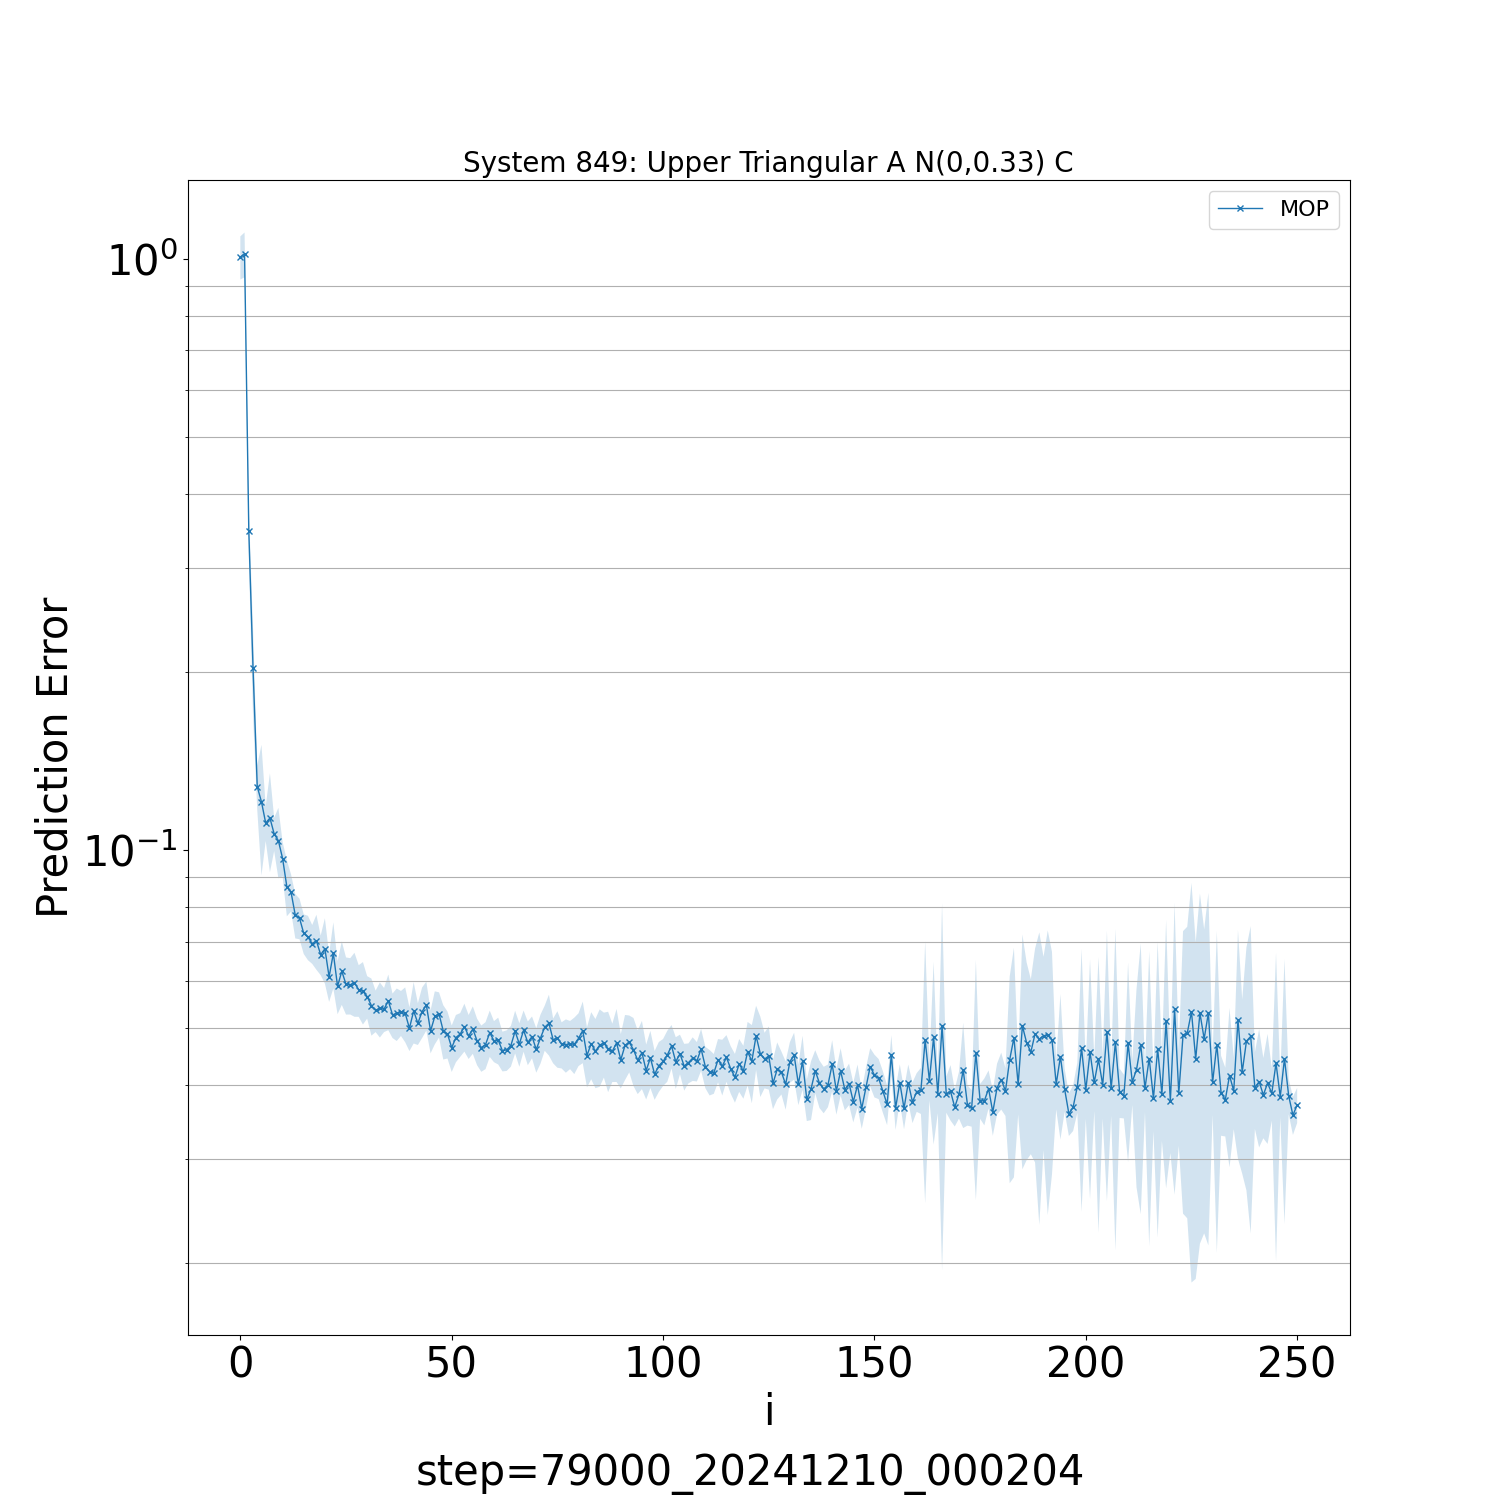 System 849: Upper Triangular A N(0,0.33) C
MOP
10⁰
10⁻¹
Prediction Error
0 50 100 150 200 250
i
step=79000_20241210_000204